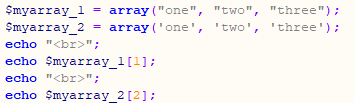 $myarray_1 = array("one", "two", "three");
$myarray_2 = array('one', 'two', 'three');
echo "<br>";
echo $myarray_1[1];
echo "<br>";
echo $myarray_2[2];